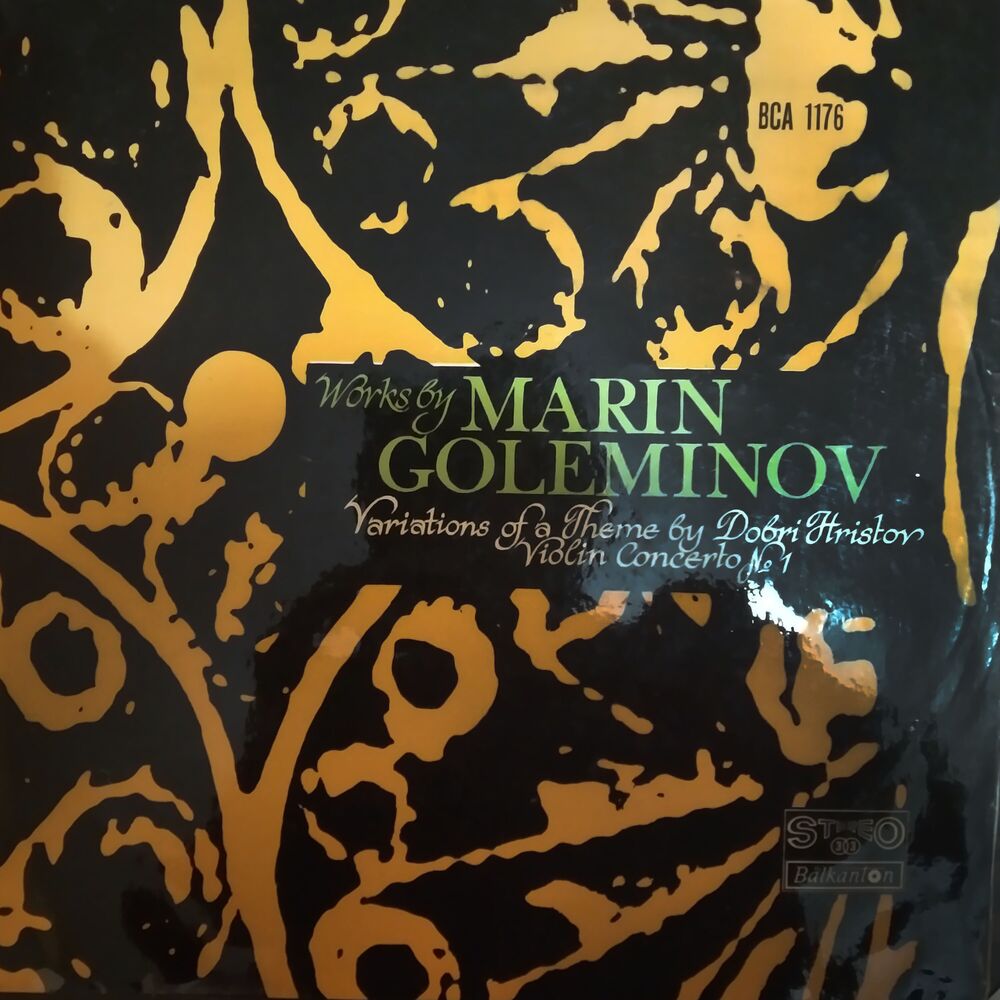 BCA 1176
Works by MARIN
GOLEMINOV
Variations of a Theme by Dobri Hristov
Violin Concerto № 1
STEREO
Balkanton